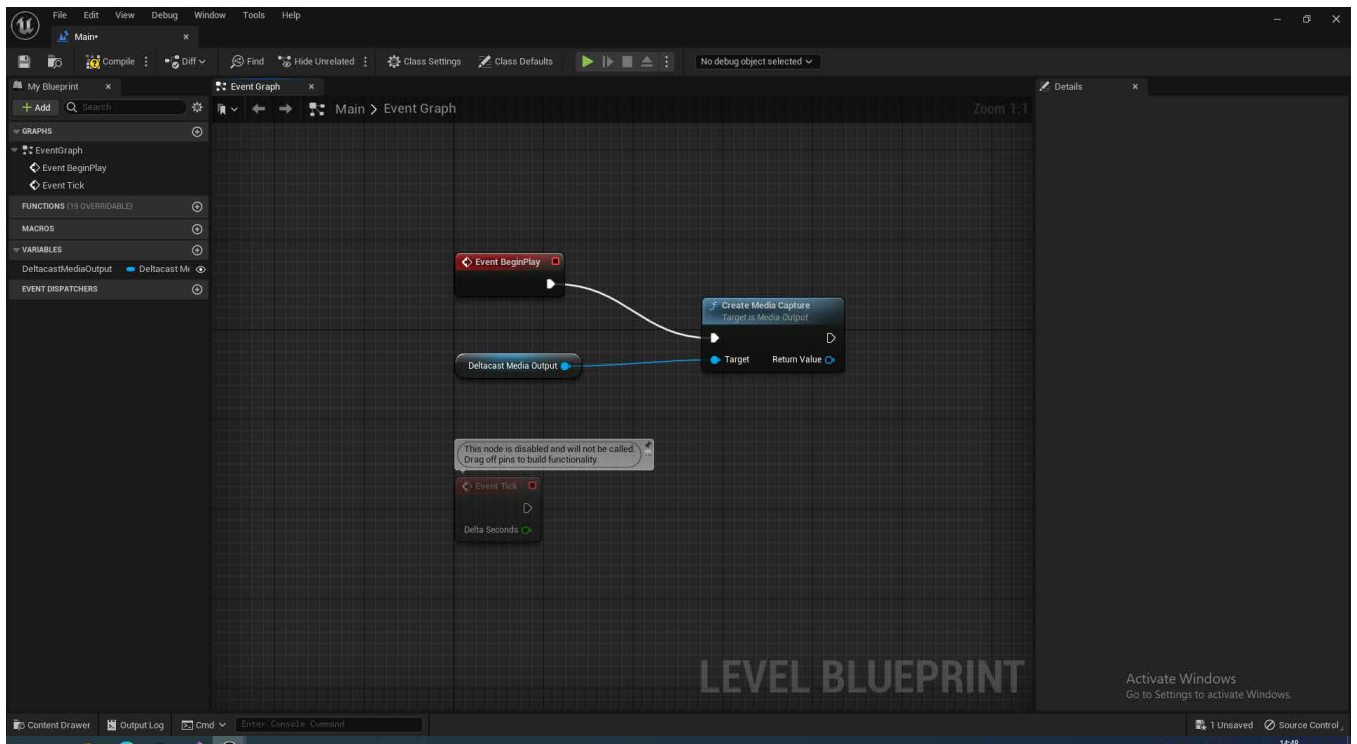 File Edit View Debug Window Tools Help
Main•
Compile Diff Find Hide Unrelated Class Settings Class Defaults No debug object selected
My Blueprint
Event Graph
Details
Add Search
Main > Event Graph
Zoom 1:1
GRAPHS
EventGraph
Event BeginPlay
Event Tick
FUNCTIONS (19 OVERRIDABLE)
MACROS
VARIABLES
DeltacastMediaOutput Deltacast Me
EVENT DISPATCHERS
Event BeginPlay
Create Media Capture
Target is Media Output
Target Return Value
Deltacast Media Output
This node is disabled and will not be called.
Drag off pins to build functionality.
Event Tick
Delta Seconds
LEVEL BLUEPRINT
Activate Windows
Go to Settings to activate Windows.
Content Drawer Output Log Cmd Enter Console Command 1 Unsaved Source Control
14:48